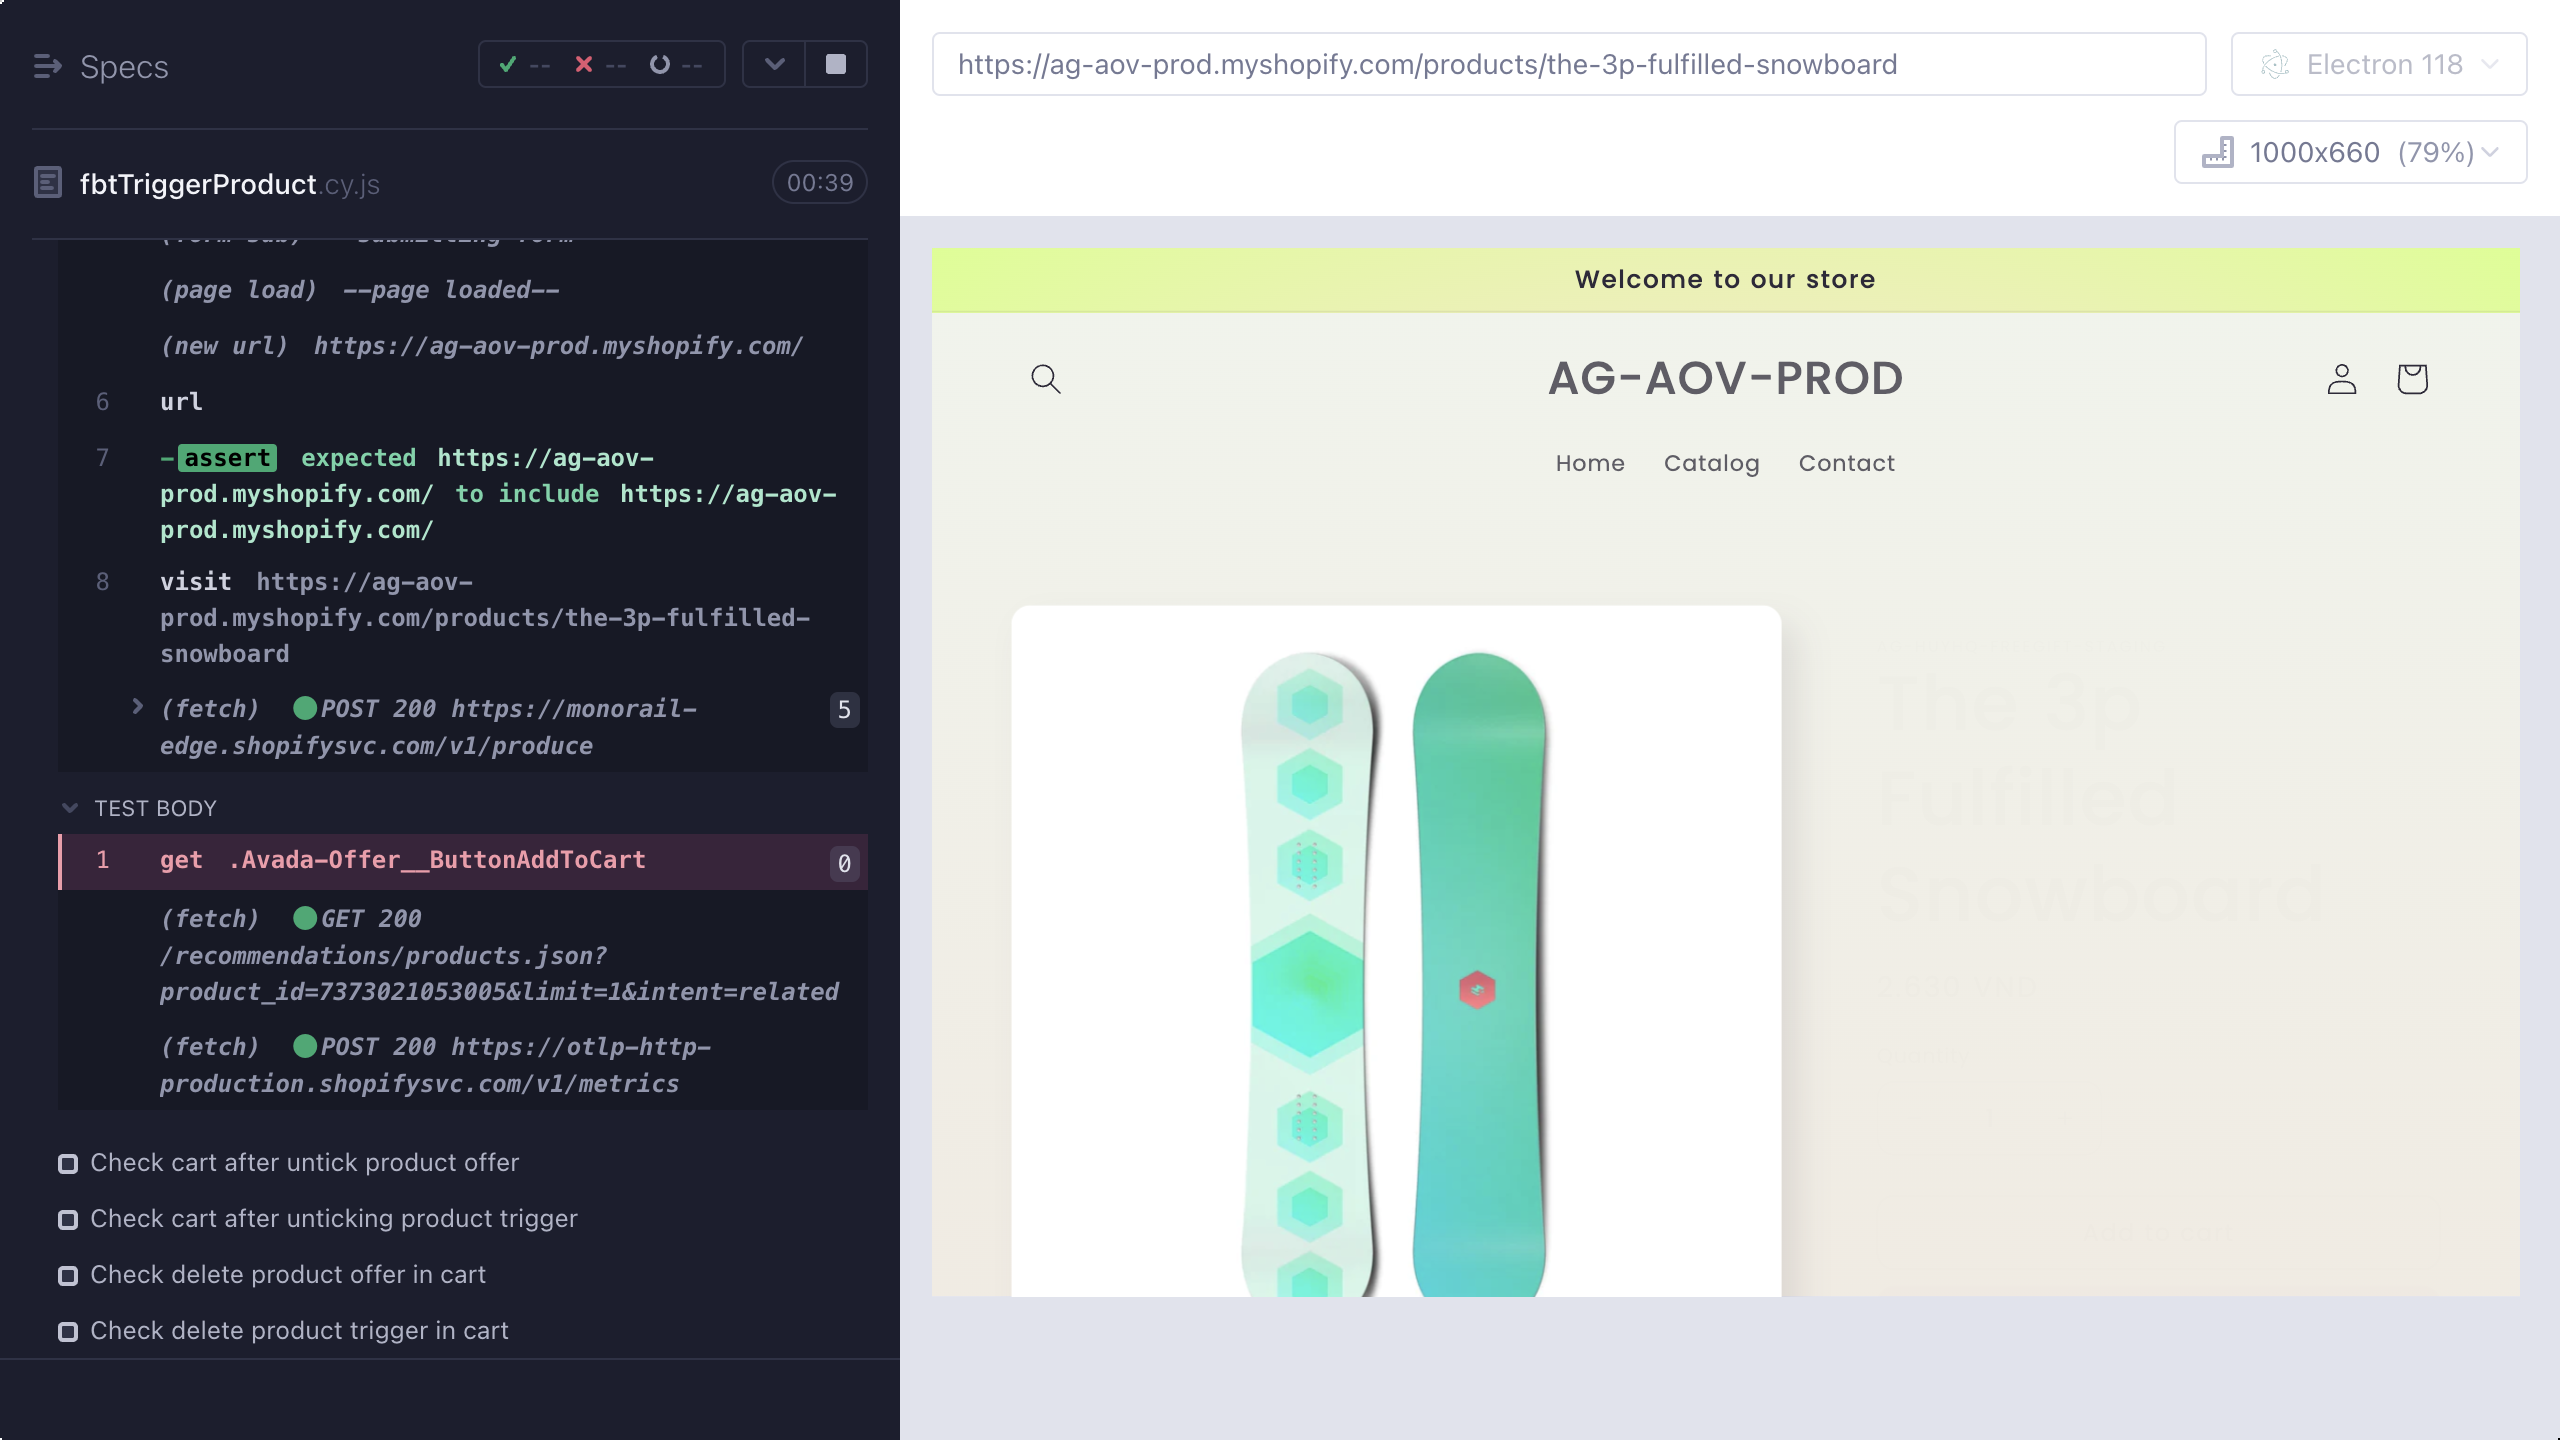 Specs
-- -- --
fbtTriggerProduct.cy.js
00:39
(page load) --page loaded--
(new url) https://ag-aov-prod.myshopify.com/
6 url
7 -assert expected https://ag-aov-
prod.myshopify.com/ to include https://ag-aov-
prod.myshopify.com/
8 visit https://ag-aov-
prod.myshopify.com/products/the-3p-fulfilled-
snowboard
(fetch) POST 200 https://monorail- 5
edge.shopifysvc.com/v1/produce
TEST BODY
1 get .Avada-Offer__ButtonAddToCart 0
(fetch) GET 200
/recommendations/products.json?
product_id=7373021053005&limit=1&intent=related
(fetch) POST 200 https://otlp-http-
production.shopifysvc.com/v1/metrics
Check cart after untick product offer
Check cart after unticking product trigger
Check delete product offer in cart
Check delete product trigger in cart
https://ag-aov-prod.myshopify.com/products/the-3p-fulfilled-snowboard
Electron 118
1000x660 (79%)
Welcome to our store
AG-AOV-PROD
Home Catalog Contact
The 3p
Fulfilled
Snowboard
Add to cart